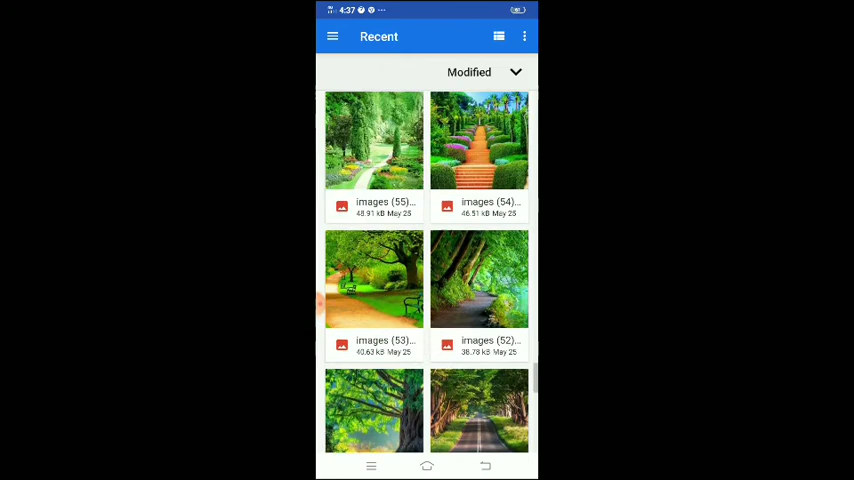 4:37
Recent
Modified
images (55)...
48.91 kB May 25
images (54)...
46.51 kB May 25
images (53)...
40.63 kB May 25
images (52)...
38.78 kB May 25